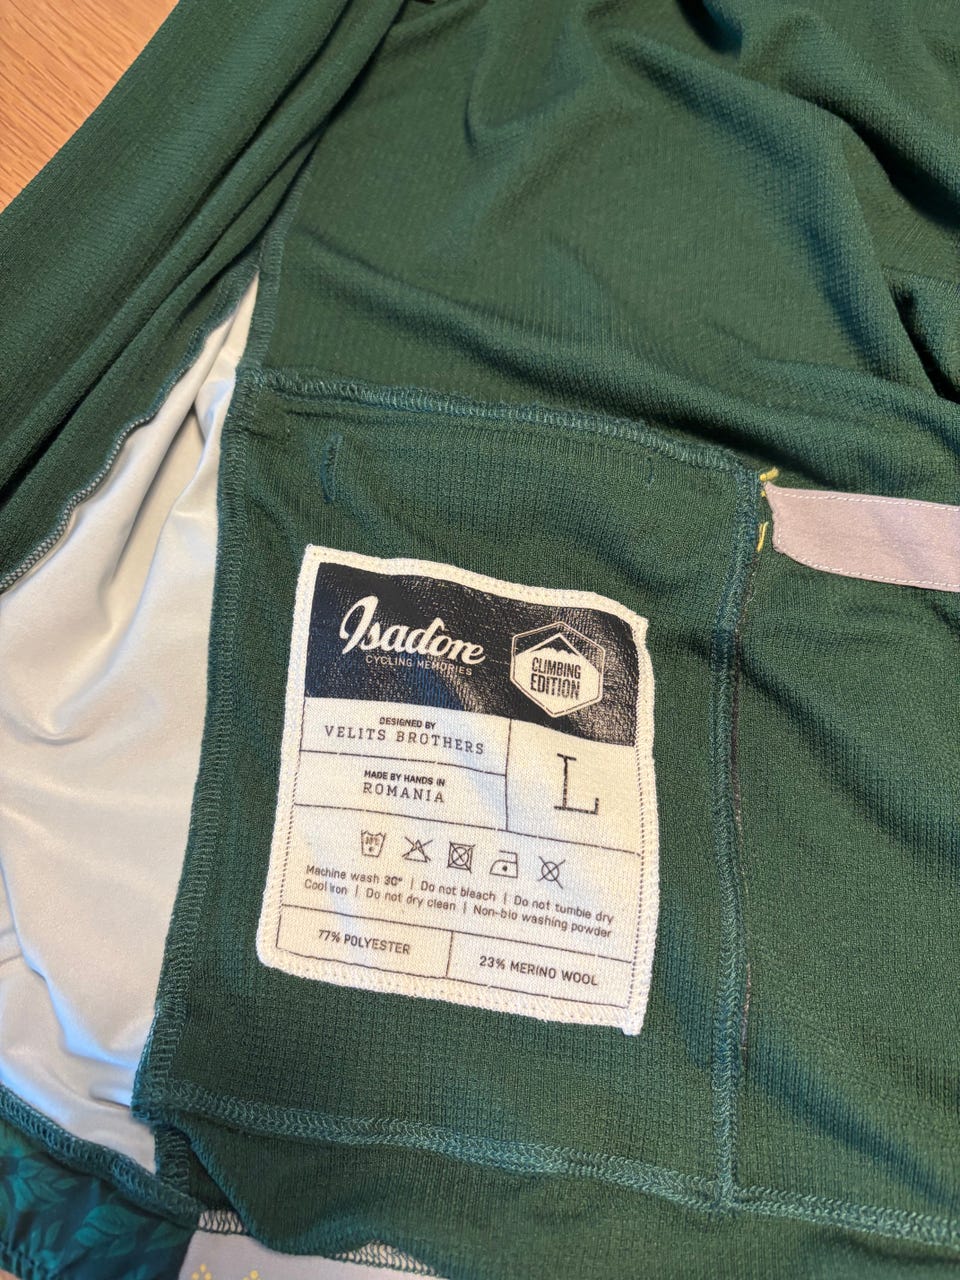 Isadore
CYCLING MEMORIES
CLIMBING
EDITION
DESIGNED BY
VELITS BROTHERS
MADE BY HANDS IN
ROMANIA
L
30°C
Machine wash 30° | Do not bleach | Do not tumble dry
Cool iron | Do not dry clean | Non-bio washing powder
77% POLYESTER
23% MERINO WOOL